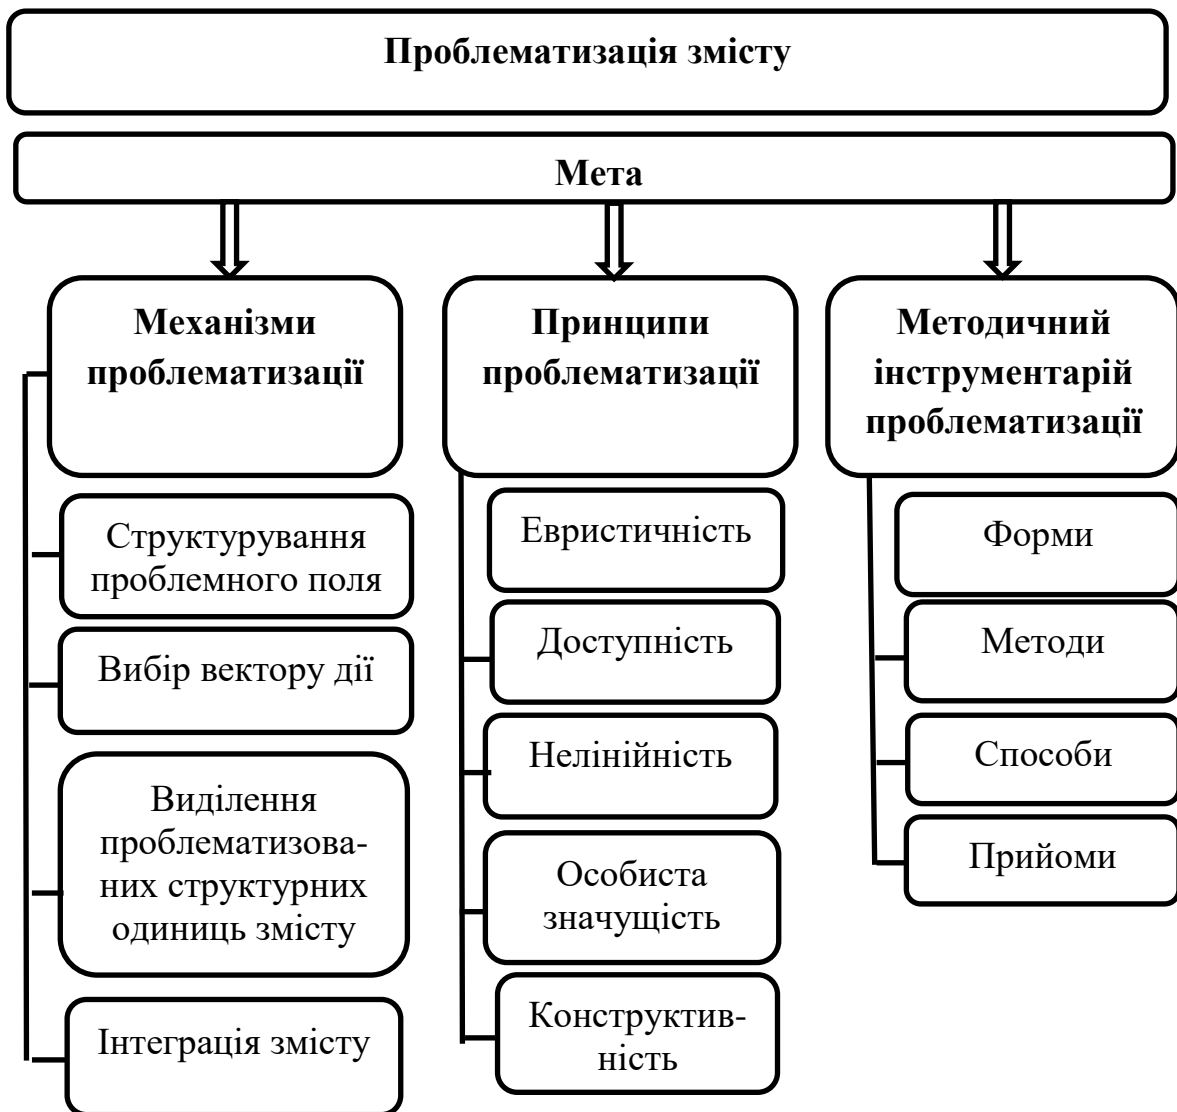 Проблематизація змісту
Мета
Механізми
проблематизації
Структурування
проблемного поля
Вибір вектору дії
Виділення
проблематизова-
них структурних
одиниць змісту
Інтеграція змісту
Принципи
проблематизації
Евристичність
Доступність
Нелінійність
Особиста
значущість
Конструктив-
ність
Методичний
інструментарій
проблематизації
Форми
Методи
Способи
Прийоми